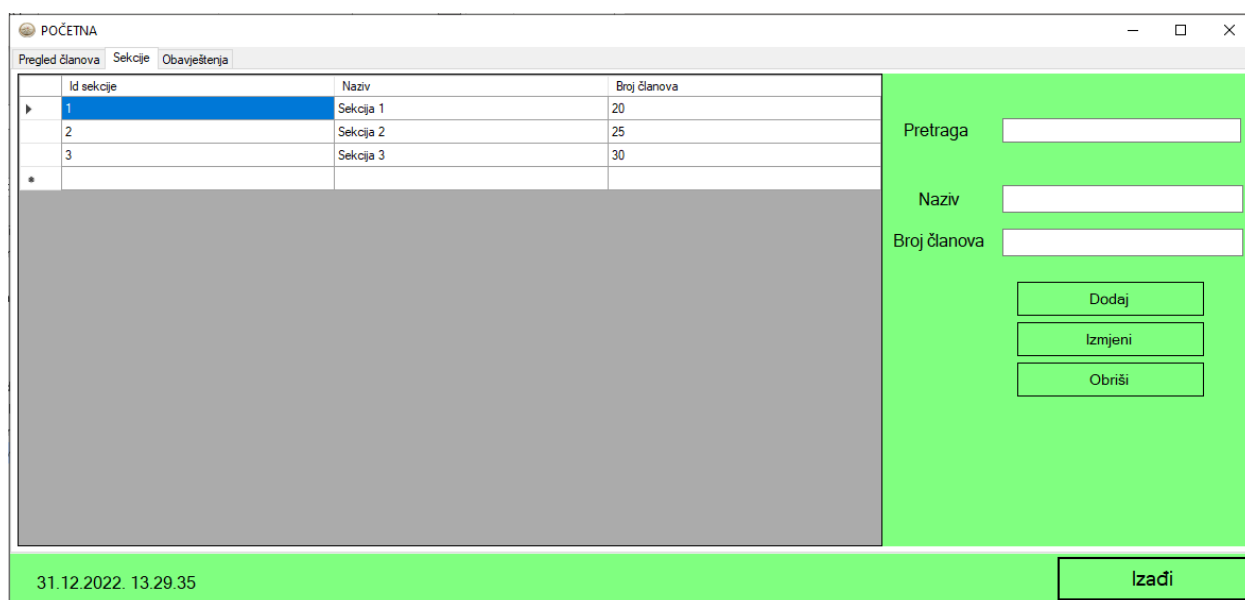 POČETNA
Pregled članova Sekcije Obavještenja
Id sekcije Naziv Broj članova
1 Sekcija 1 20
2 Sekcija 2 25
3 Sekcija 3 30
Pretraga
Naziv
Broj članova
Dodaj
Izmjeni
Obriši
31.12.2022. 13.29.35
Izađi